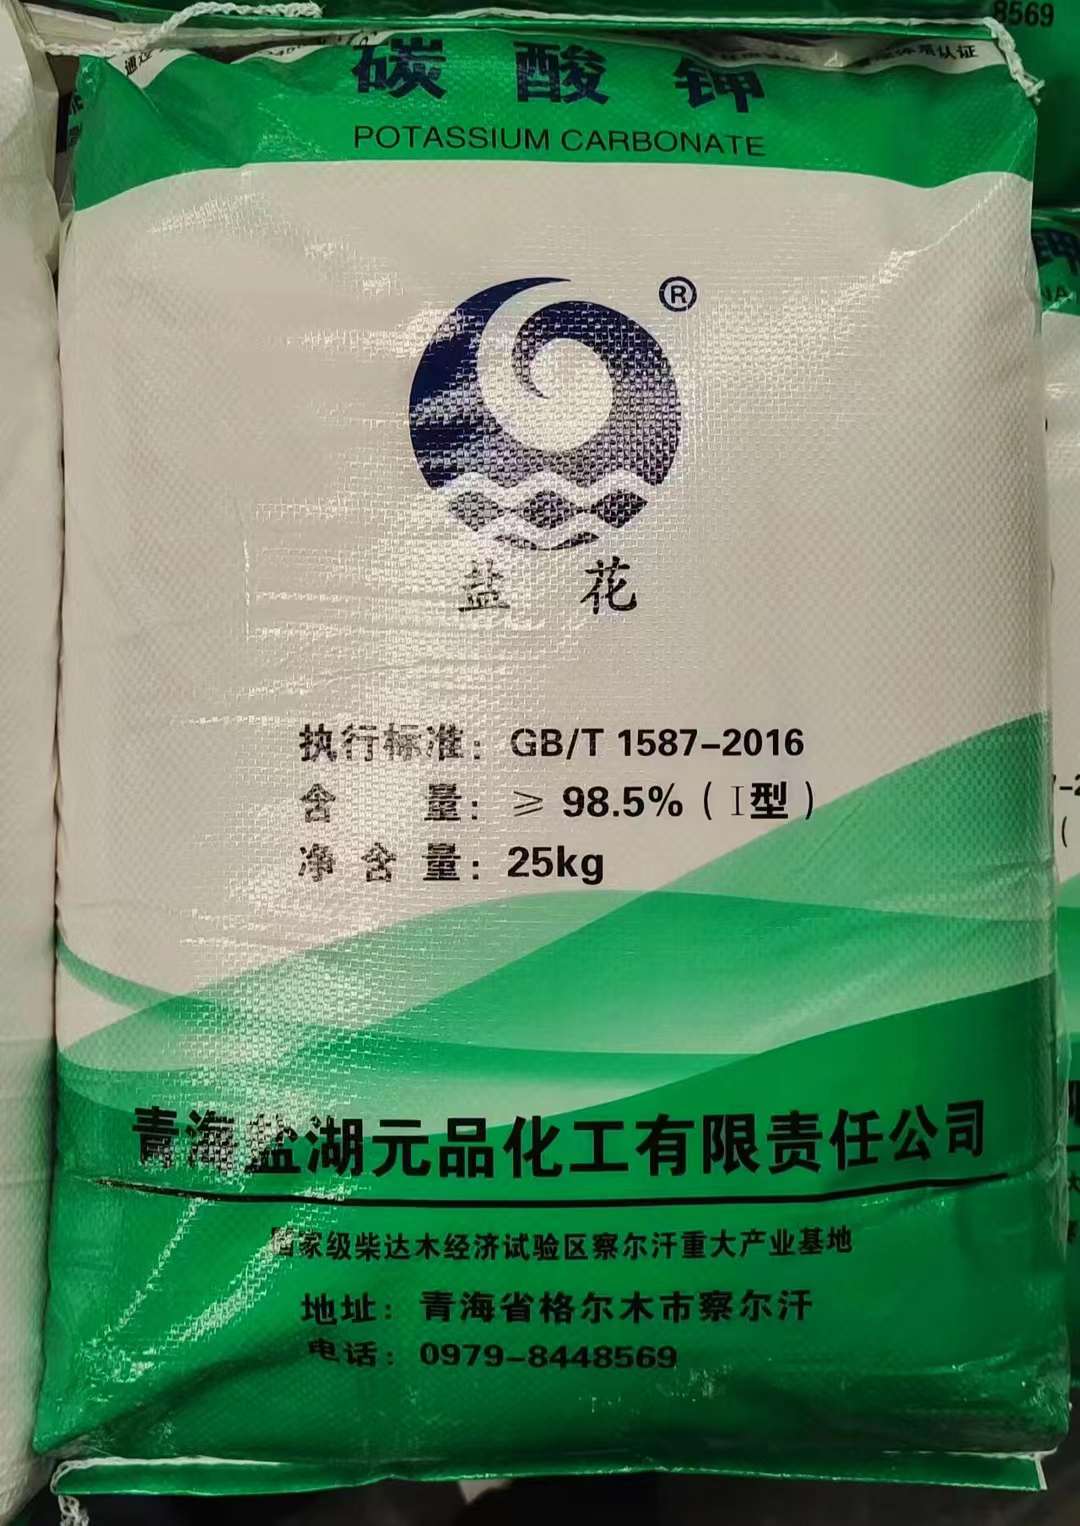 8569
碳酸钾
POTASSIUM CARBONATE
®
盐花
执行标准：GB/T 1587-2016
含量：≥ 98.5%（I型）
净含量：25kg
青海盐湖元品化工有限责任公司
国家级柴达木经济试验区察尔汗重大产业基地
地址：青海省格尔木市察尔汗
电话：0979-8448569